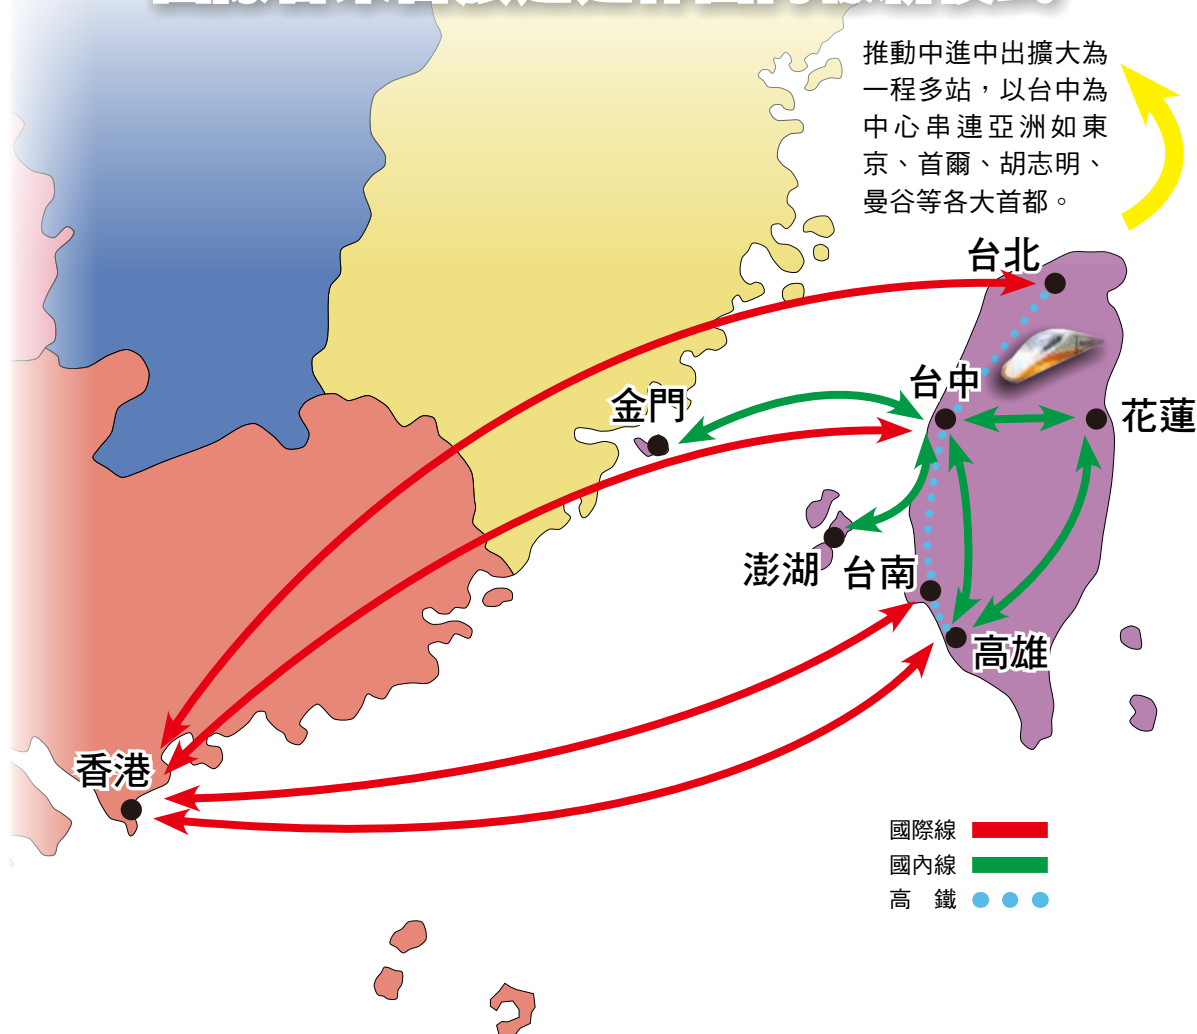 推動中進中出擴大為
一程多站，以台中為
中心串連亞洲如東
京、首爾、胡志明、
曼谷等各大首都。
台北
台中
金門
花蓮
澎湖
台南
高雄
香港
國際線
國內線
高 鐵